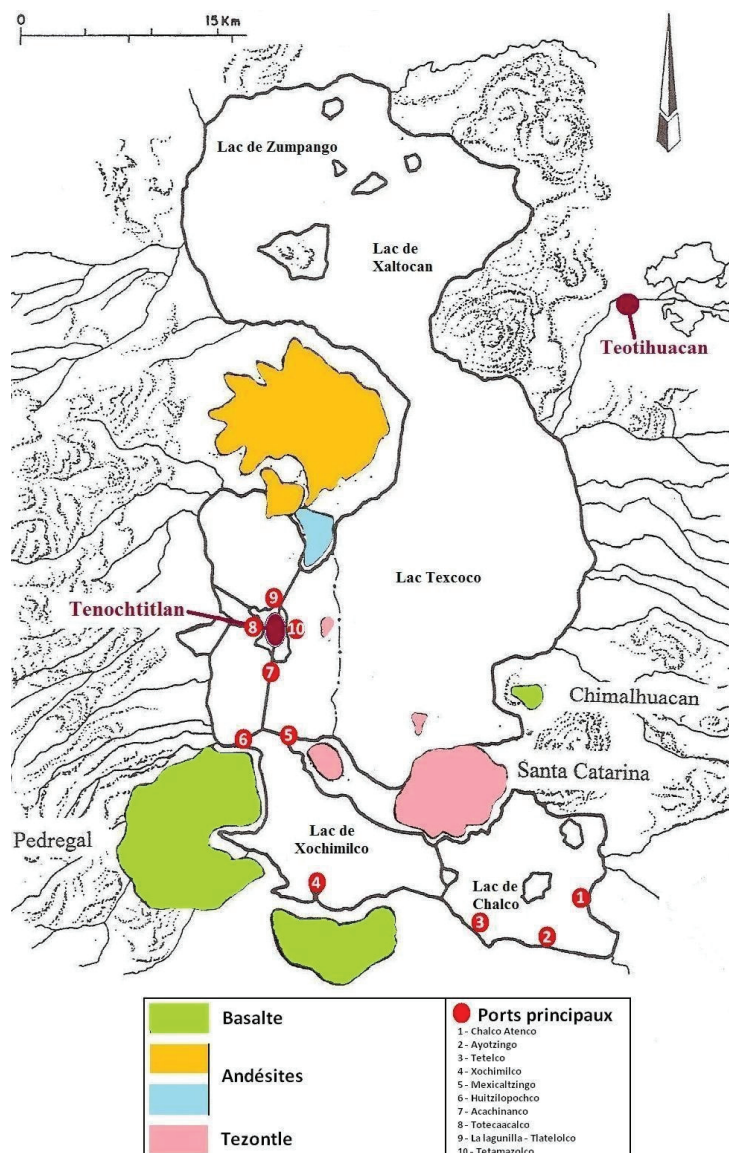 0
15 Km
Lac de Zumpango
Lac de
Xaltocan
Teotihuacan
Lac Texcoco
Tenochtitlan
9
8
10
7
Chimalhuacan
6
5
Santa Catarina
Pedregal
Lac de
Xochimilco
4
Lac de
Chalco
1
3
2
Basalte
Andésites
Tezontle
Ports principaux
1 - Chalco Atenco
2 - Ayotzingo
3 - Tetelco
4 - Xochimilco
5 - Mexicaltzingo
6 - Huitzilopochco
7 - Acachinanco
8 - Totecaacalco
9 - La lagunilla - Tlatelolco
10 - Tetamazolco